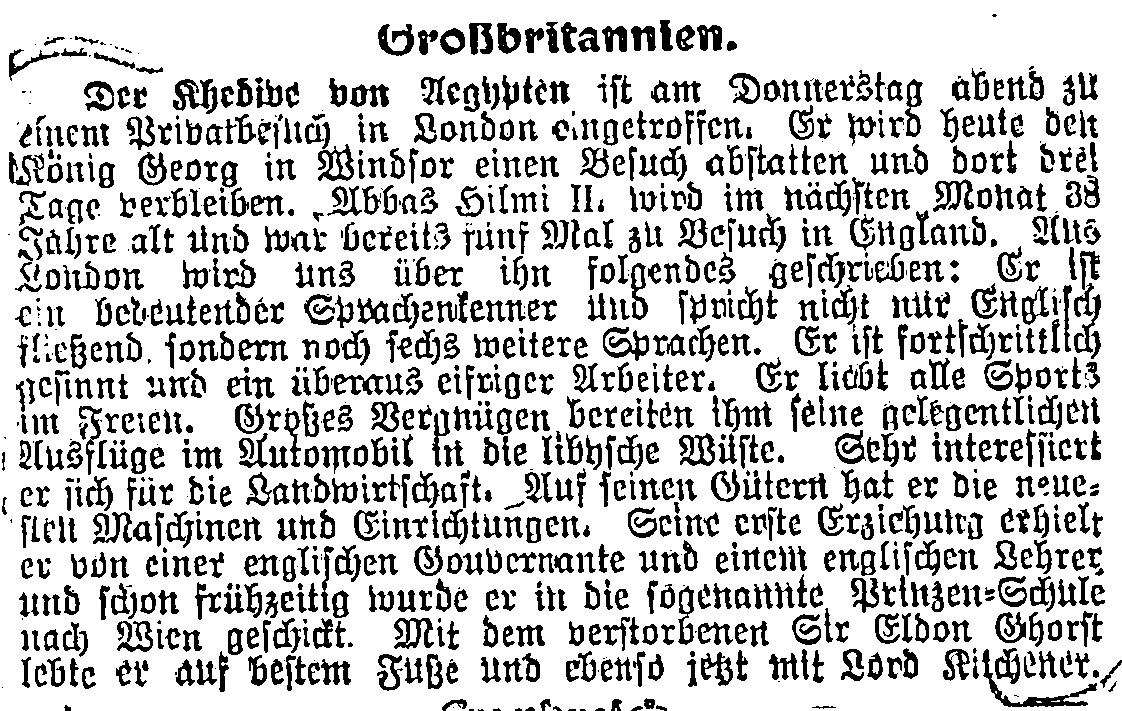 Großbritannien.
Der Khedive von Aegypten ist am Donnerstag abend zu
einem Privatbesuch in London eingetroffen. Er wird heute den
König Georg in Windsor einen Besuch abstatten und dort drei
Tage verbleiben. Abbas Hilmi II. wird im nächsten Monat 38
Jahre alt und war bereits fünf Mal zu Besuch in England. Aus
London wird uns über ihn folgendes geschrieben: Er ist
ein bedeutender Sprachenkenner und spricht nicht nur Englisch
fließend, sondern noch sechs weitere Sprachen. Er ist fortschrittlich
gesinnt und ein überaus eifriger Arbeiter. Er liebt alle Sports
im Freien. Großes Vergnügen bereiten ihm seine gelegentlichen
Ausflüge im Automobil in die libysche Wüste. Sehr interessiert
er sich für die Landwirtschaft. Auf seinen Gütern hat er die neue-
sten Maschinen und Einrichtungen. Seine erste Erziehung erhielt
er von einer englischen Gouvernante und einem englischen Lehrer,
und schon frühzeitig wurde er in die sogenannte Prinzen-Schule
nach Wien geschickt. Mit dem verstorbenen Sir Eldon Ghorst
lebte er auf bestem Fuße und ebenso jetzt mit Lord Kitchener.